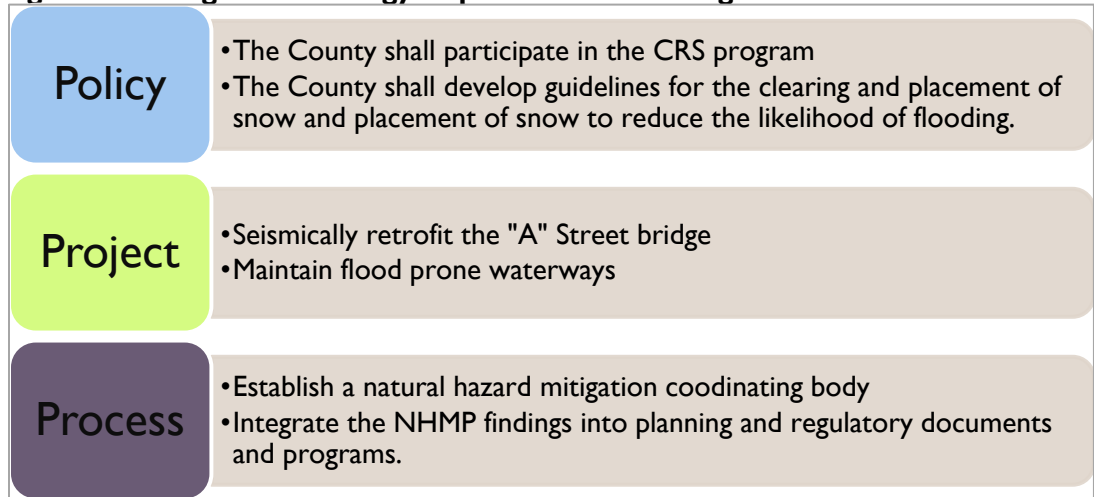 Policy
•The County shall participate in the CRS program
•The County shall develop guidelines for the clearing and placement of
snow and placement of snow to reduce the likelihood of flooding.
Project
•Seismically retrofit the "A" Street bridge
•Maintain flood prone waterways
Process
•Establish a natural hazard mitigation coodinating body
•Integrate the NHMP findings into planning and regulatory documents
and programs.